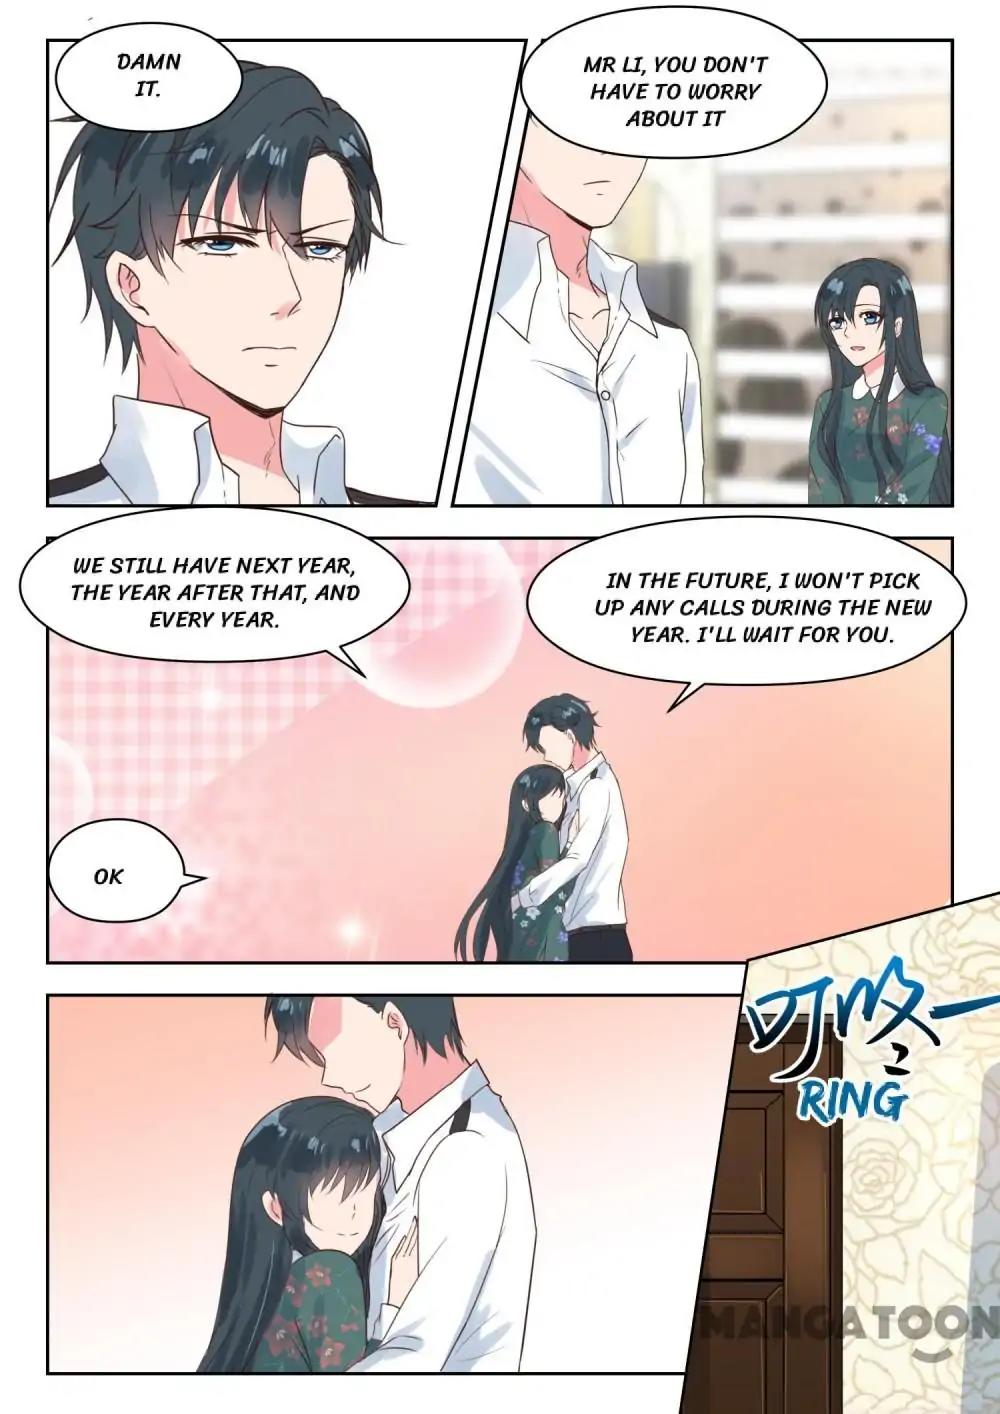 DAMN
IT.
MR LI, YOU DON'T
HAVE TO WORRY
ABOUT IT
WE STILL HAVE NEXT YEAR,
THE YEAR AFTER THAT, AND
EVERY YEAR.
IN THE FUTURE, I WON'T PICK
UP ANY CALLS DURING THE NEW
YEAR. I'LL WAIT FOR YOU.
OK
叮咚一
RING
MANGATOON